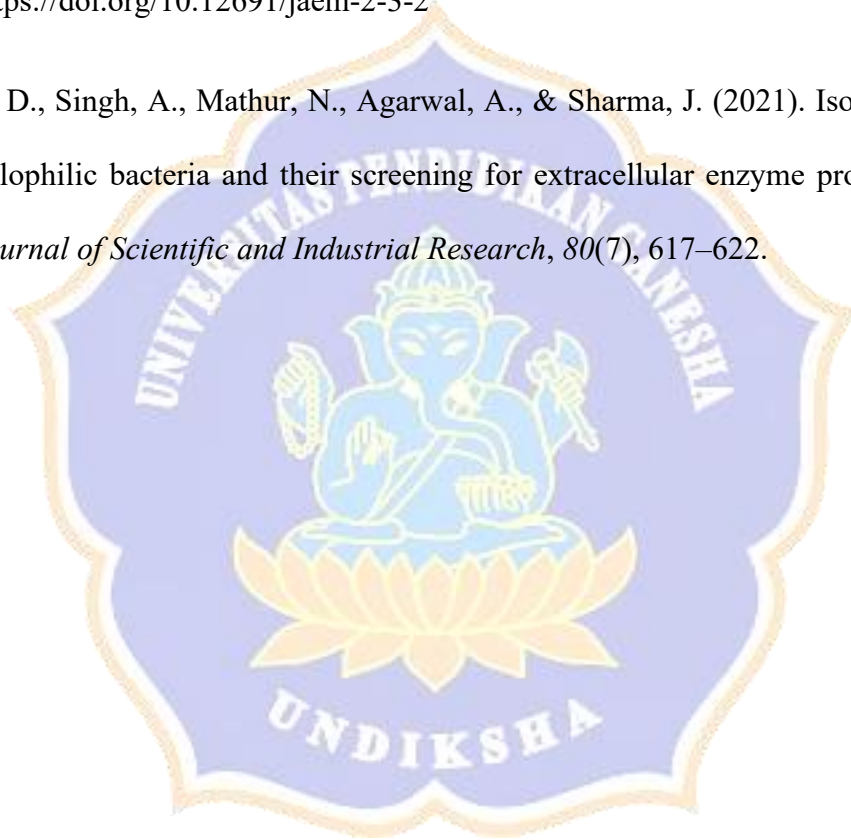 tps://doi.org/10.12691/jaem-2-3-2
D., Singh, A., Mathur, N., Agarwal, A., & Sharma, J. (2021). Iso
lophilic bacteria and their screening for extracellular enzyme pro
urnal of Scientific and Industrial Research, 80(7), 617–622.
UNIVERSITAS PENDIDIKAN GANESHA
UNDIKSHA